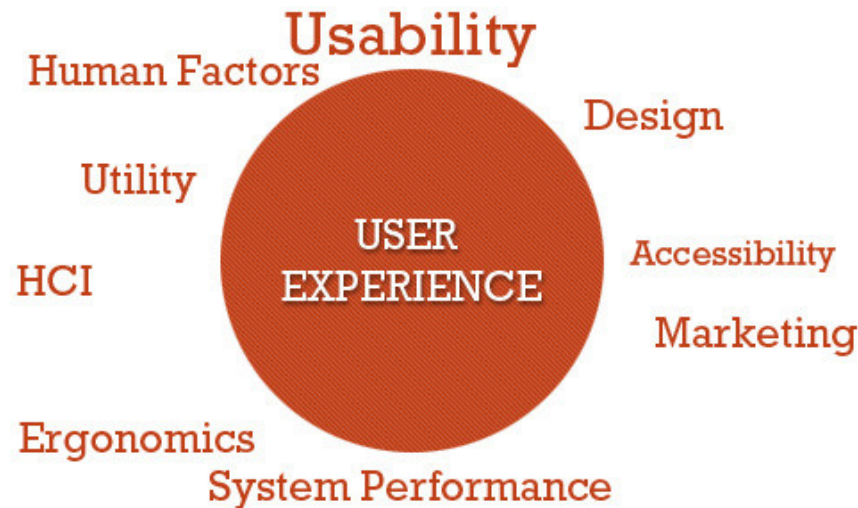 Usability
Human Factors
Design
Utility
USER
EXPERIENCE
Accessibility
HCI
Marketing
Ergonomics
System Performance